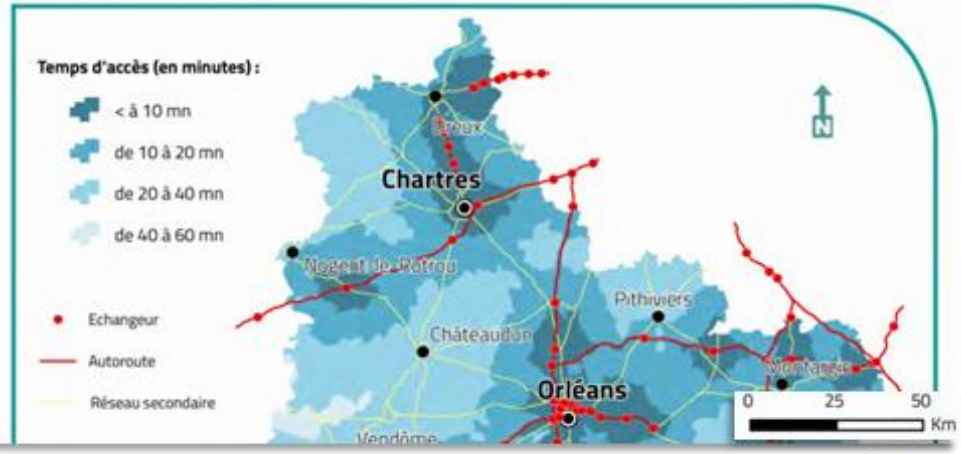 Temps d'accès (en minutes) :
< à 10 mn
de 10 à 20 mn
de 20 à 40 mn
de 40 à 60 mn
Echangeur
Autoroute
Réseau secondaire
N
Dreux
Chartres
Nogent-le-Rotrou
Pithiviers
Châteaudun
Montargis
Orléans
Vendôme
0 25 50
Km